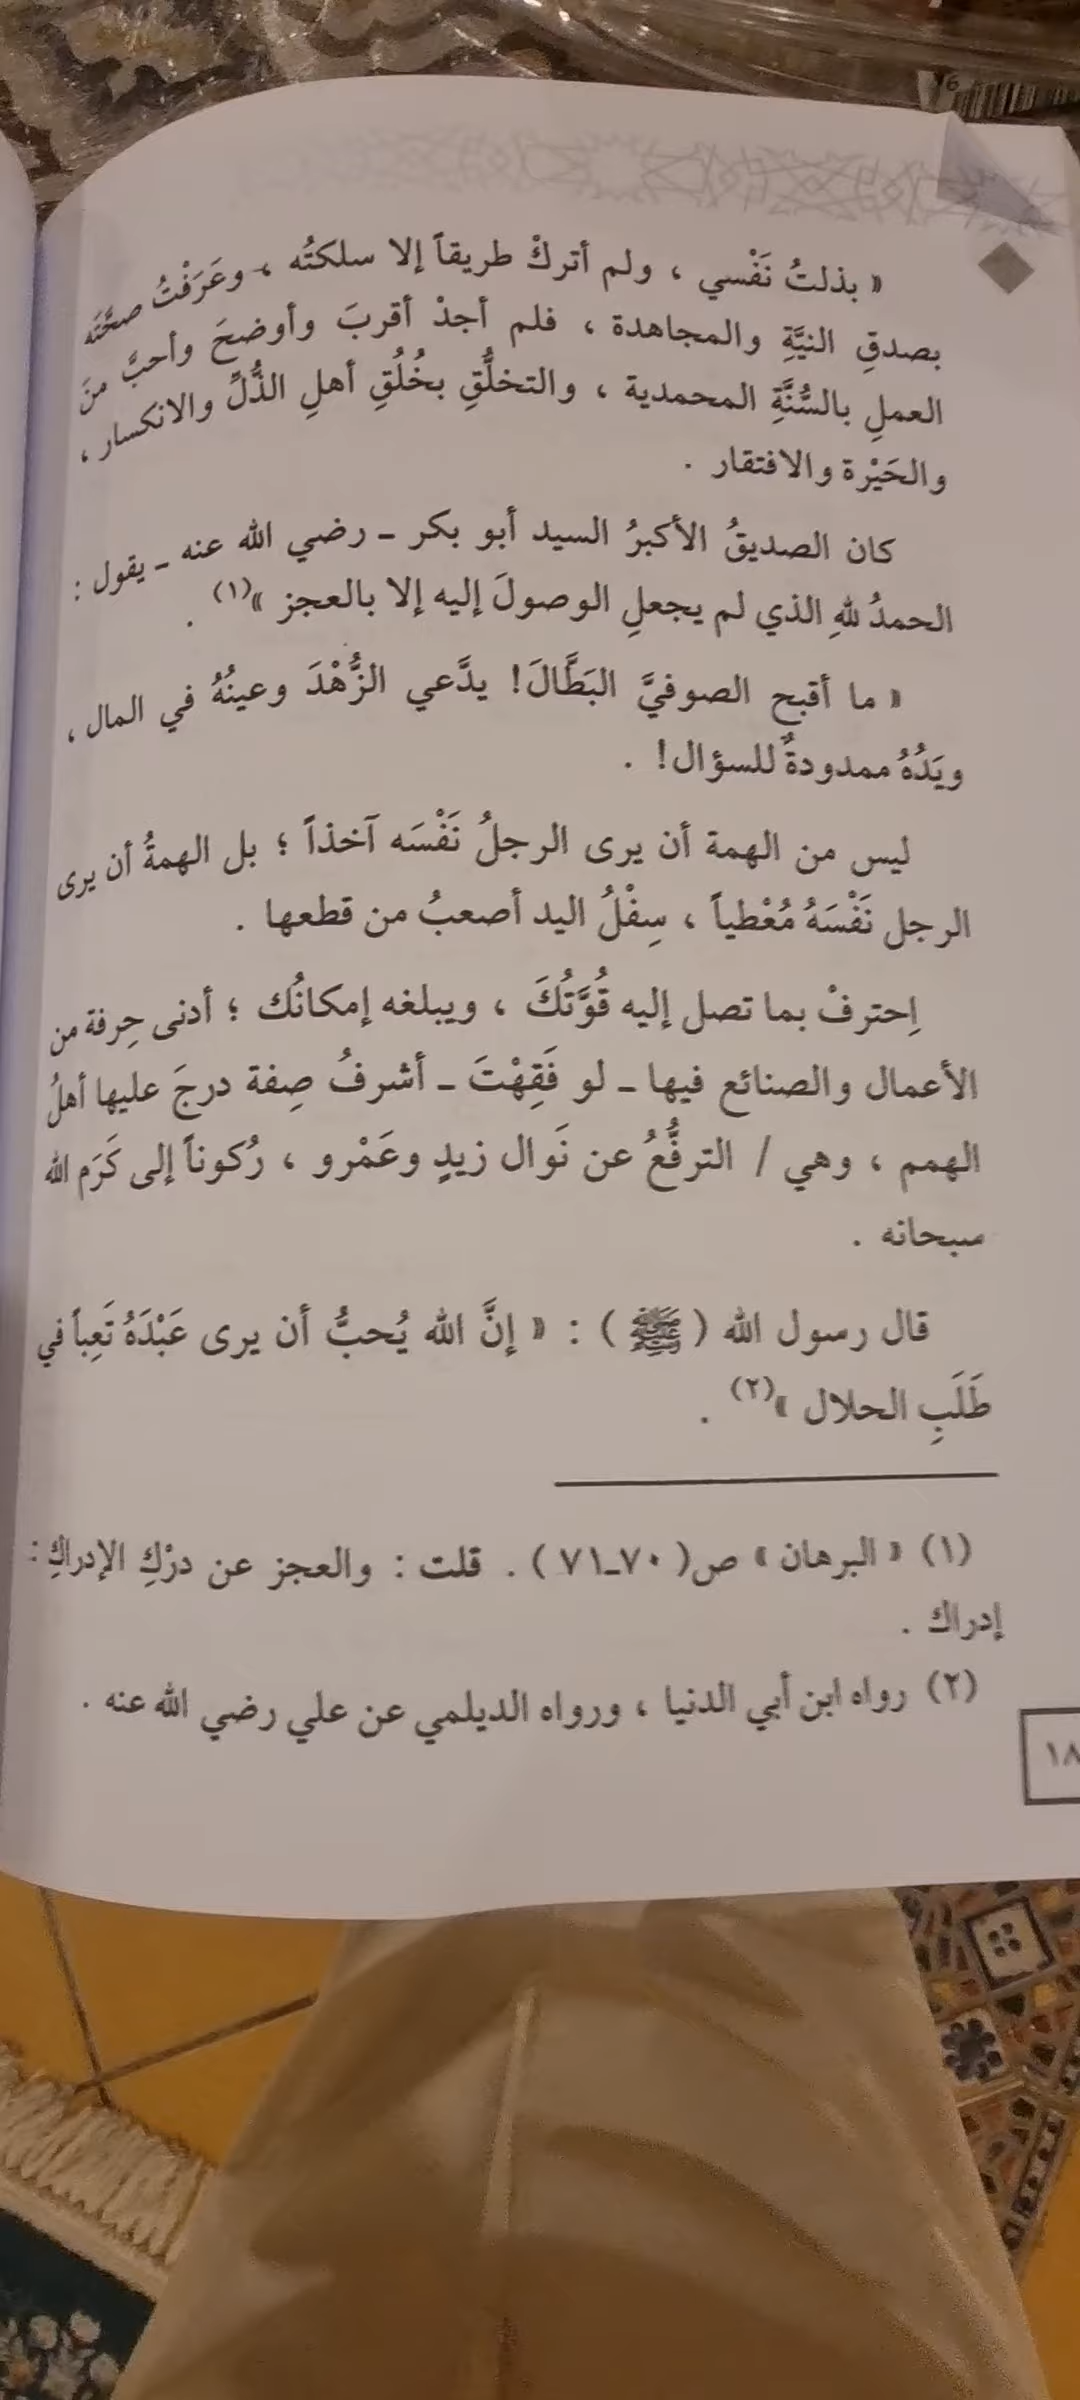 « بذلتُ نَفْسي ، ولم أتركْ طريقاً إلا سلكتُه ، وعَرَفْتُ صحَّتَه
بصدقِ النيَّةِ والمجاهدة ، فلم أجدْ أقربَ وأوضحَ وأحبَّ منَ
العملِ بالسُّنَّةِ المحمدية ، والتخلُّقِ بخُلُقِ أهلِ الذُّلِّ والانكسار ،
والحَيْرة والافتقار .
كان الصديقُ الأكبرُ السيد أبو بكر ـ رضي الله عنه ـ يقول :
الحمدُ للهِ الذي لم يجعلِ الوصولَ إليه إلا بالعجز »(١) .
« ما أقبح الصوفيَّ البَطَّالَ! يدَّعي الزُّهْدَ وعينُهُ في المال ،
ويَدُهُ ممدودةٌ للسؤال! .
ليس من الهمة أن يرى الرجلُ نَفْسَه آخذاً ؛ بل الهمةُ أن يرى
الرجل نَفْسَهُ مُعْطياً ، سِفْلُ اليد أصعبُ من قطعها .
اِحترفْ بما تصل إليه قُوَّتُكَ ، ويبلغه إمكانُك ؛ أدنى حِرفة من
الأعمال والصنائع فيها ـ لو فَقِهْتَ ـ أشرفُ صِفة درجَ عليها أهلُ
الهمم ، وهي / الترفُّعُ عن نَوال زيدٍ وعَمْرو ، رُكوناً إلى كَرَم الله
سبحانه .
قال رسول الله (ﷺ) : « إنَّ الله يُحبُّ أن يرى عَبْدَهُ تَعِباً في
طَلَبِ الحلال »(٢) .
(١) « البرهان » ص(٧٠ـ٧١) . قلت : والعجز عن درْكِ الإدراكِ :
إدراك .
(٢) رواه ابن أبي الدنيا ، ورواه الديلمي عن علي رضي الله عنه .